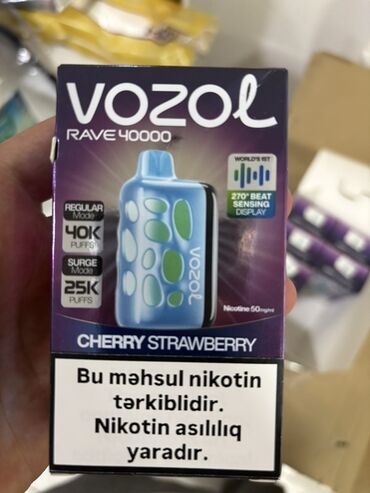 VOZOL
RAVE 40000
WORLD'S 1ST
270° BEAT
SENSING
DISPLAY
REGULAR
Mode
40K
PUFFS
SURGE
Mode
25K
PUFFS
VOZOL
Nicotine: 50mg/ml
CHERRY STRAWBERRY
Bu məhsul nikotin
tərkiblidir.
Nikotin asılılıq
yaradır.